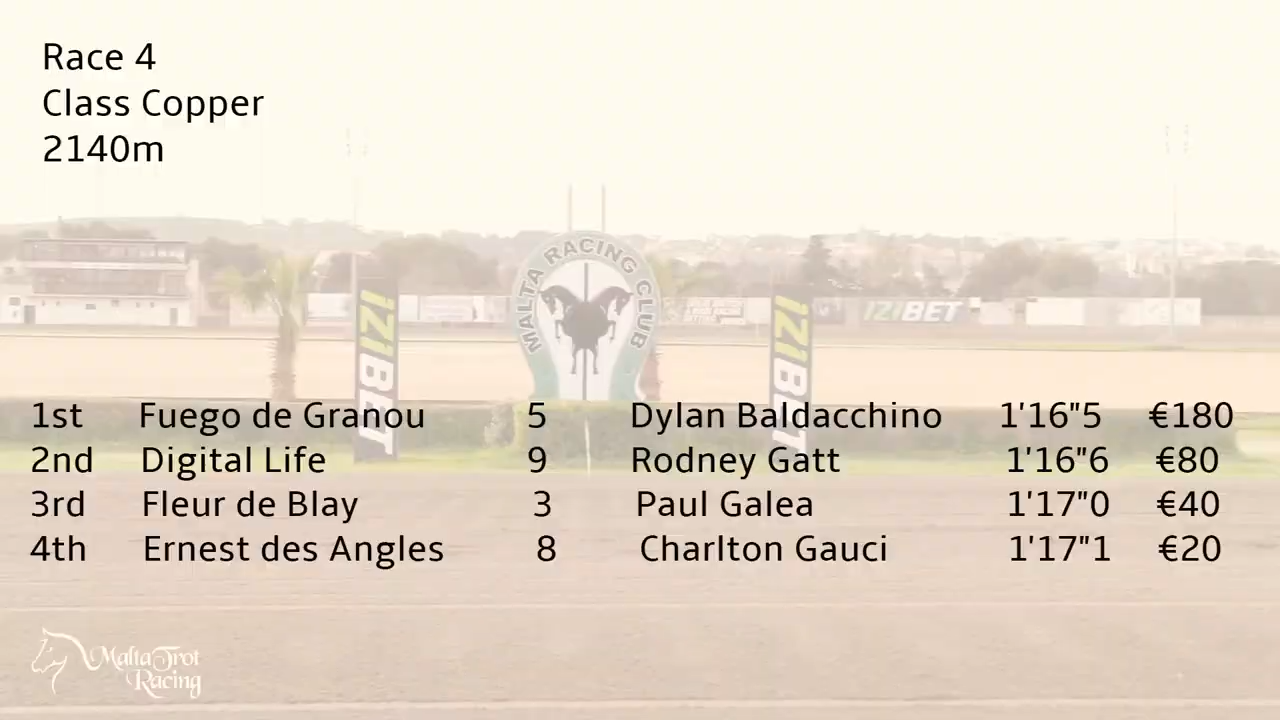 Race 4
Class Copper
2140m
MALTA RACING CLUB
iZiBET
iZiBET
iZiBET
1st Fuego de Granou 5 Dylan Baldacchino 1'16"5 €180
2nd Digital Life 9 Rodney Gatt 1'16"6 €80
3rd Fleur de Blay 3 Paul Galea 1'17"0 €40
4th Ernest des Angles 8 Charlton Gauci 1'17"1 €20
Malta Trot
Racing